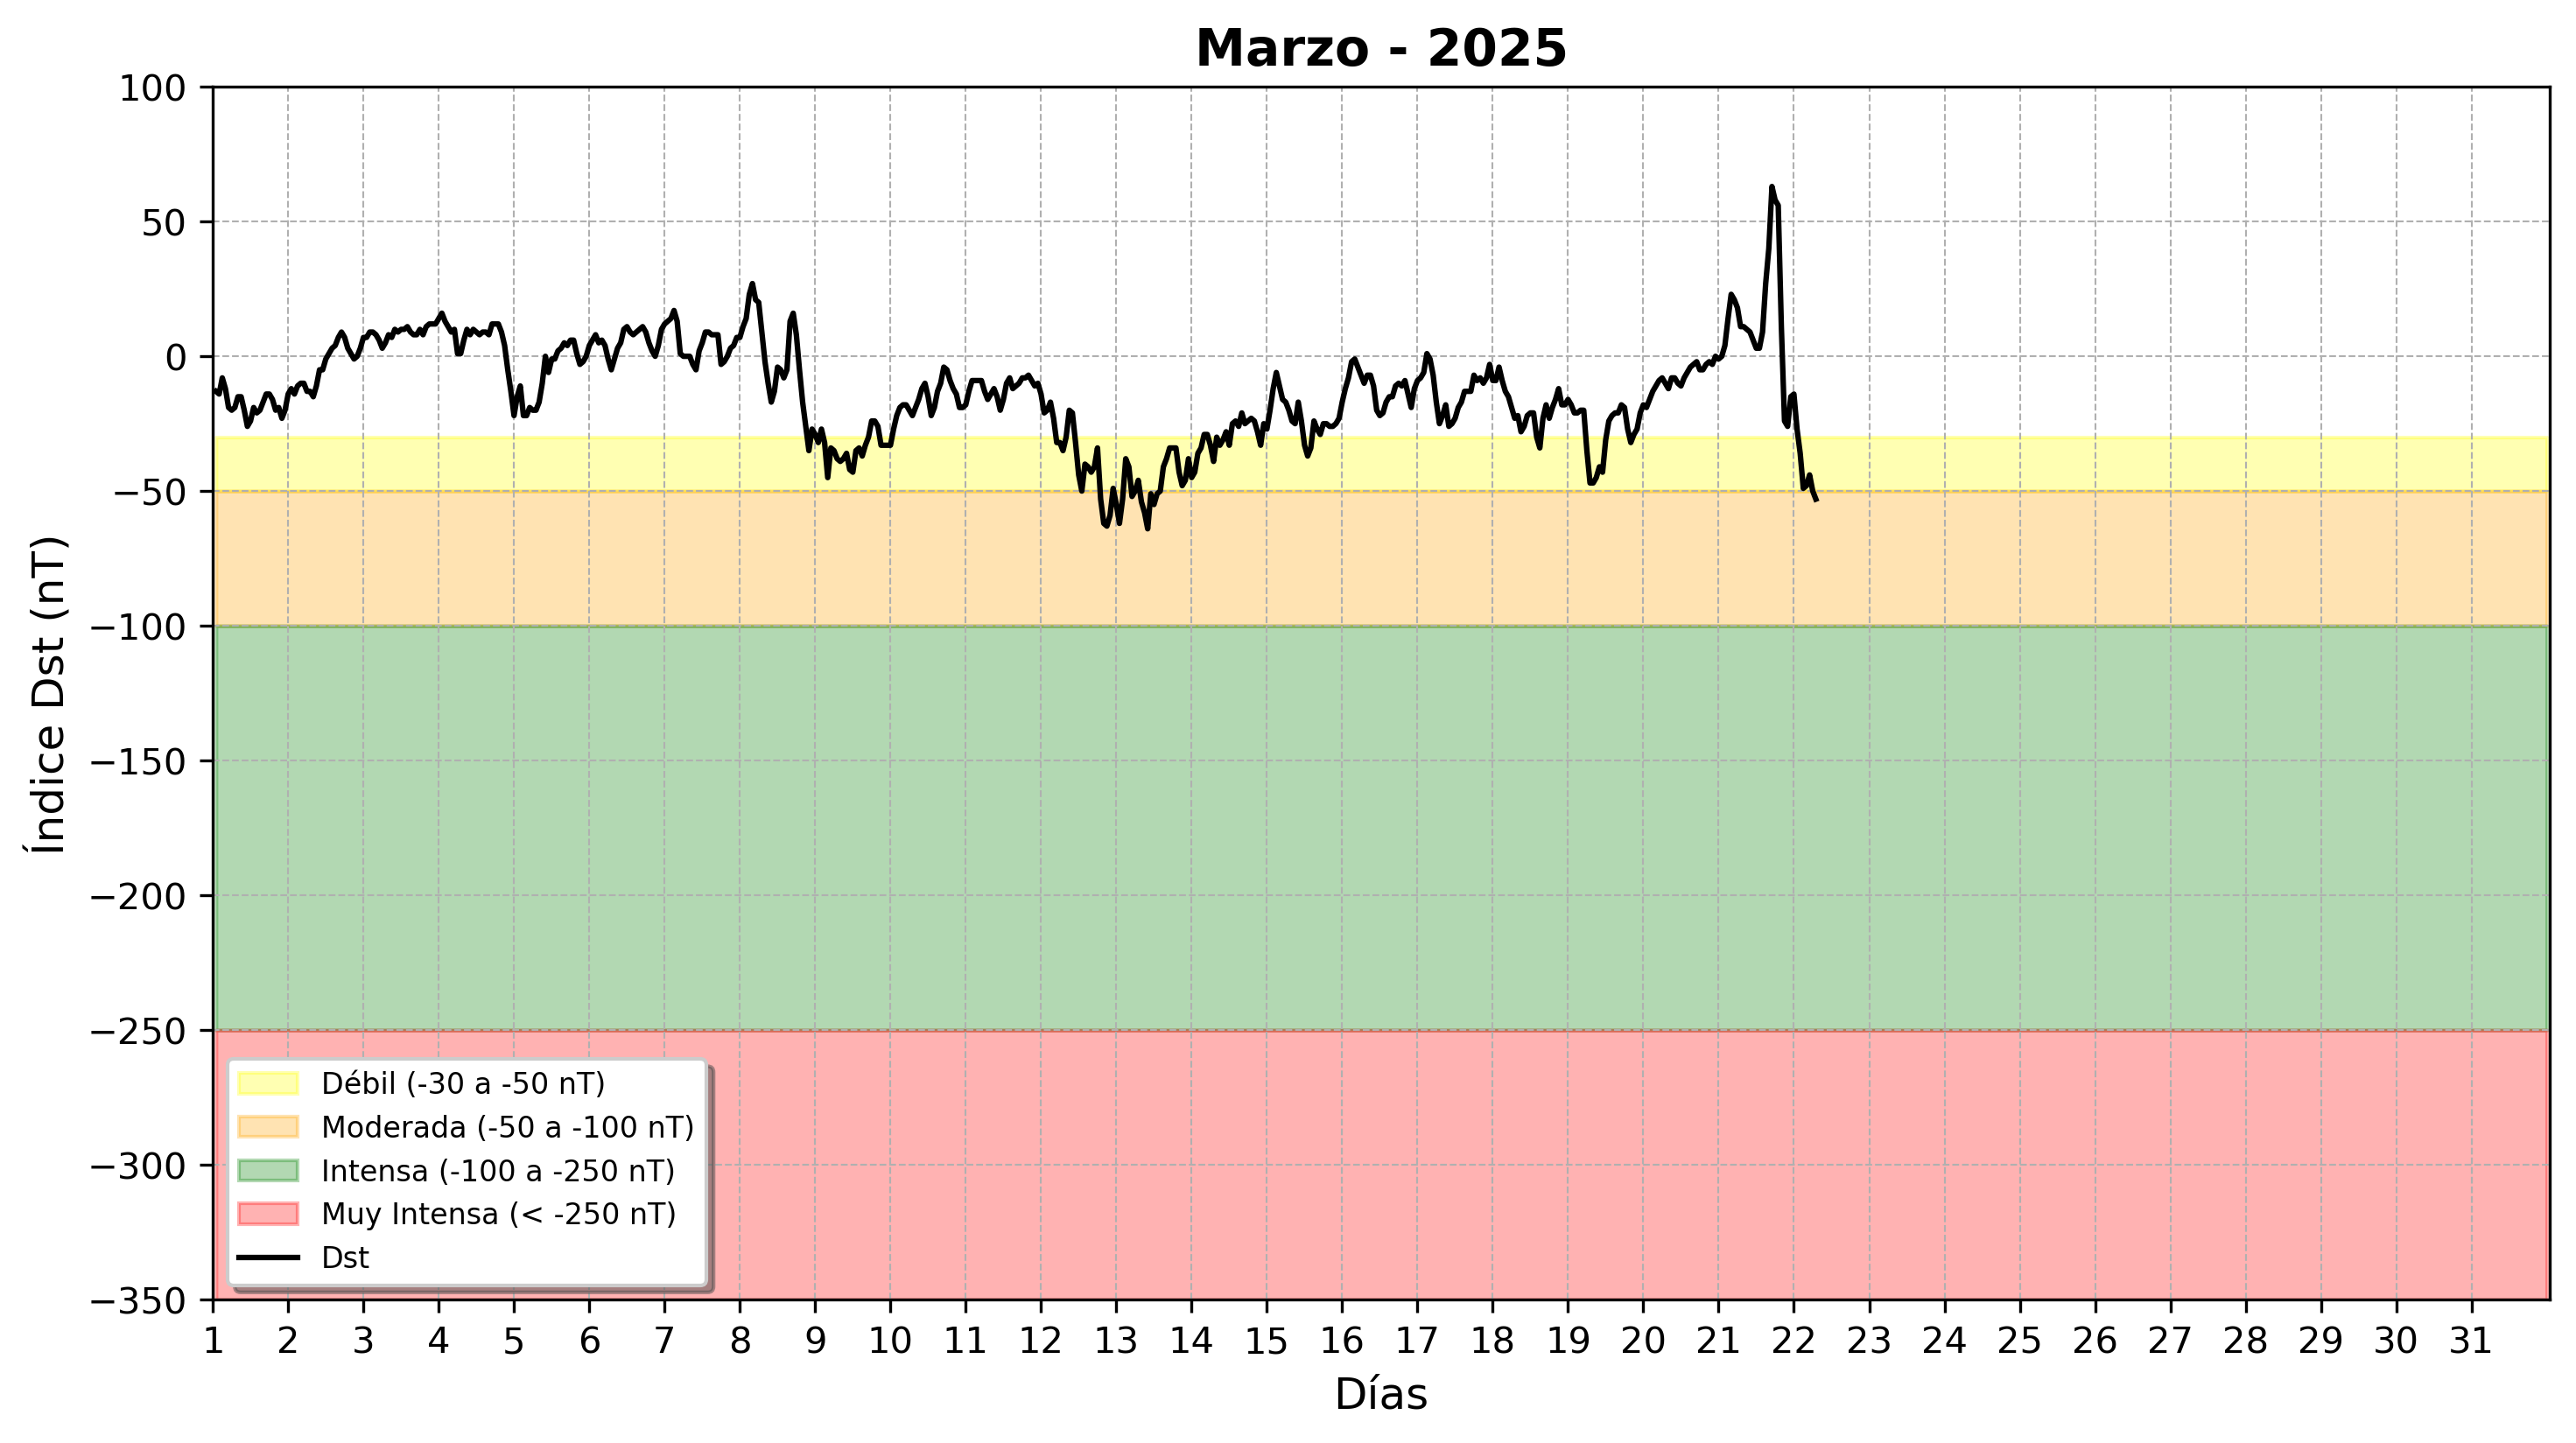 Marzo - 2025
100
50
0
−50
−100
−150
−200
−250
−300
−350
Índice Dst (nT)
Débil (-30 a -50 nT)
Moderada (-50 a -100 nT)
Intensa (-100 a -250 nT)
Muy Intensa (< -250 nT)
Dst
1 2 3 4 5 6 7 8 9 10 11 12 13 14 15 16 17 18 19 20 21 22 23 24 25 26 27 28 29 30 31
Días